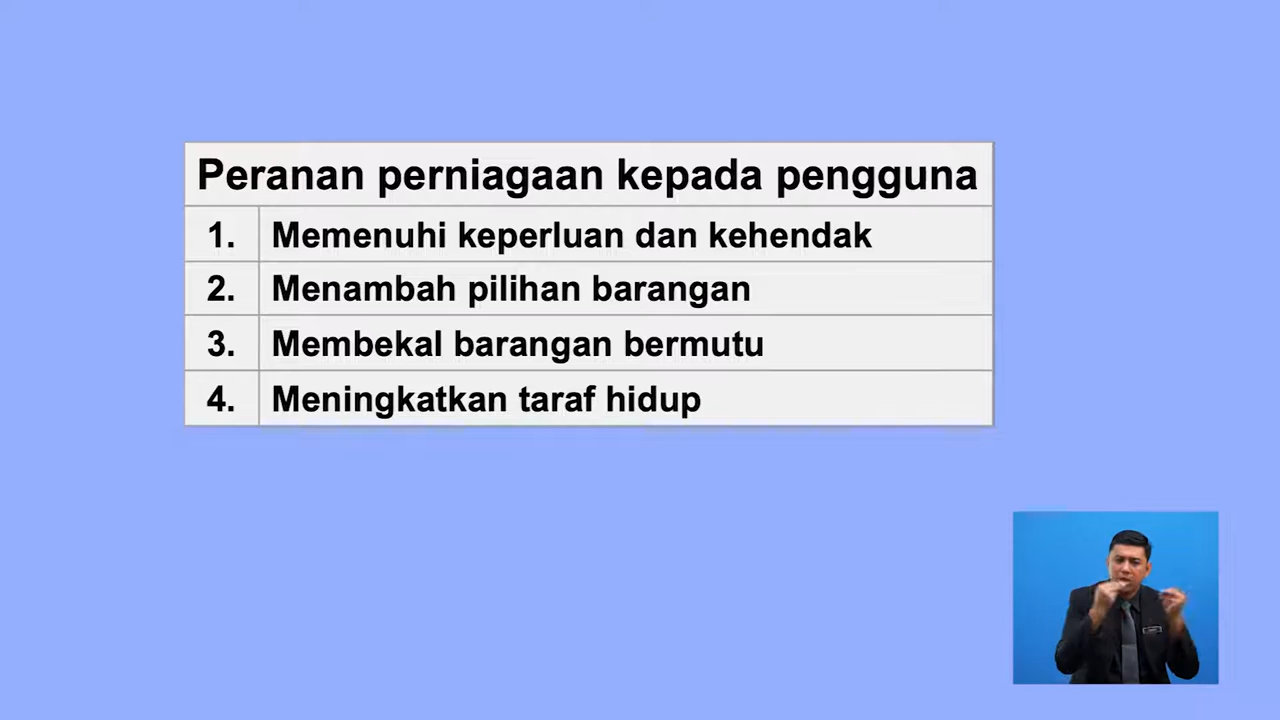 Peranan perniagaan kepada pengguna
1. Memenuhi keperluan dan kehendak
2. Menambah pilihan barangan
3. Membekal barangan bermutu
4. Meningkatkan taraf hidup